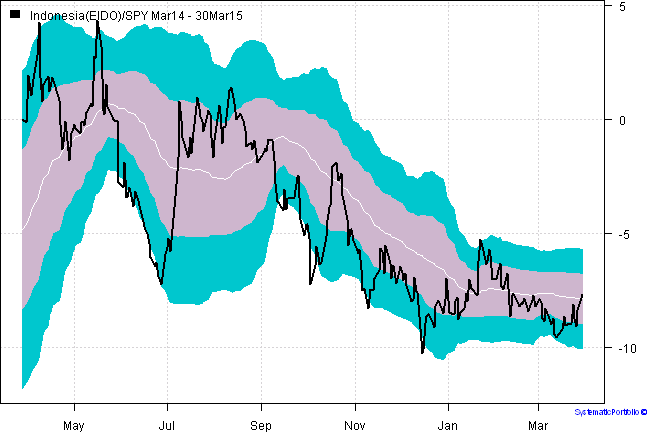 Indonesia(EIDO)/SPY Mar14 - 30Mar15
5
0
-5
-10
May Jul Sep Nov Jan Mar
SystematicPortfolio ©